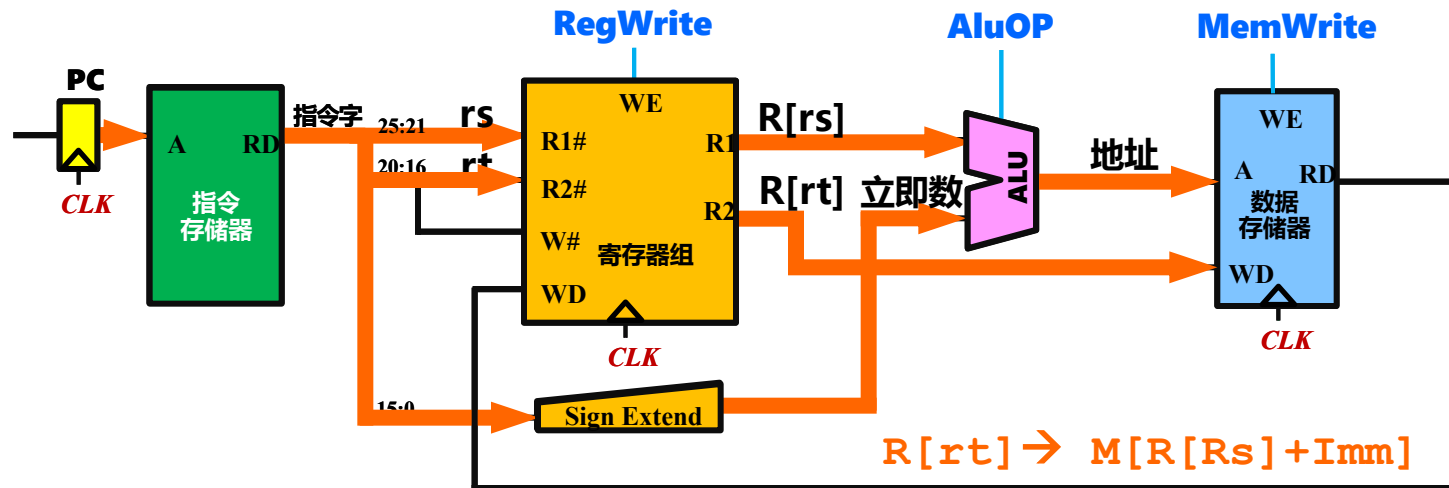 RegWrite
AluOP
MemWrite
PC
CLK
A
RD
指令
存储器
指令字
25:21
rs
20:16
rt
15:0
WE
R1#
R2#
W#
WD
R1
R2
寄存器组
CLK
Sign Extend
R[rs]
R[rt]
立即数
ALU
地址
WE
A
RD
数据
存储器
WD
CLK
R[rt]→ M[R[Rs]+Imm]